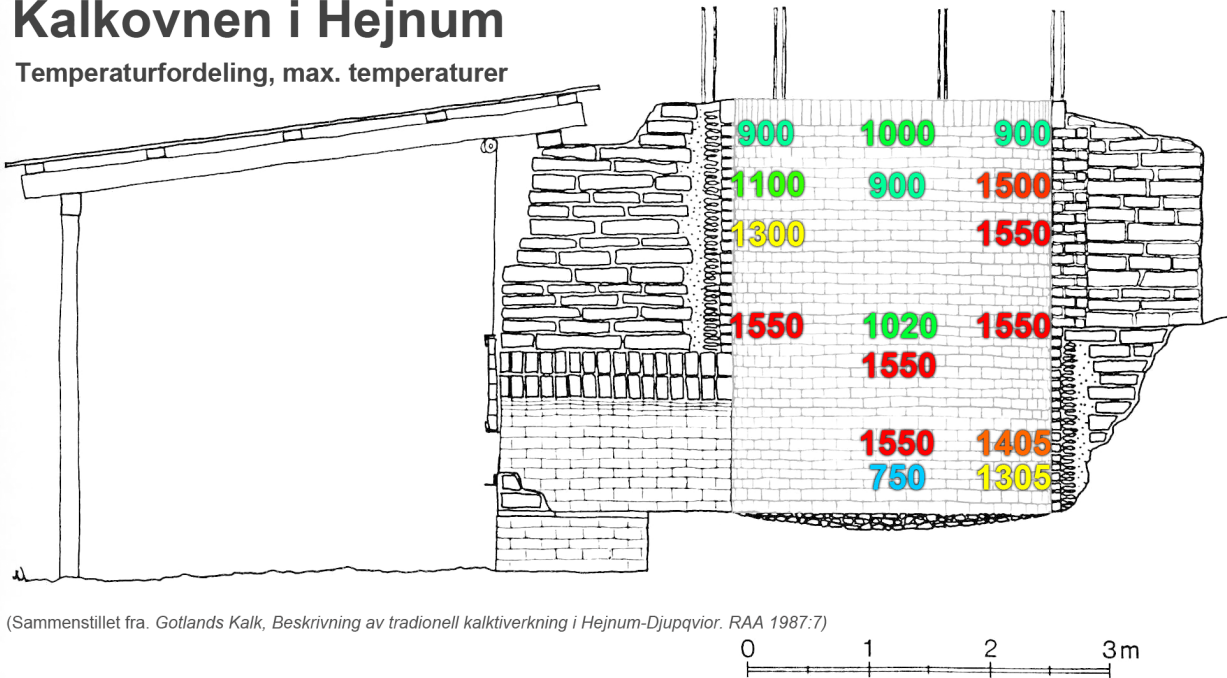 Kalkovnen i Hejnum
Temperaturfordeling, max. temperaturer
900 1000 900
1100 900 1500
1300 1550
1550 1020 1550
1550
1550 1405
750 1305
(Sammenstillet fra. Gotlands Kalk, Beskrivning av tradionell kalktiverkning i Hejnum-Djupqvior. RAA 1987:7)
0 1 2 3 m